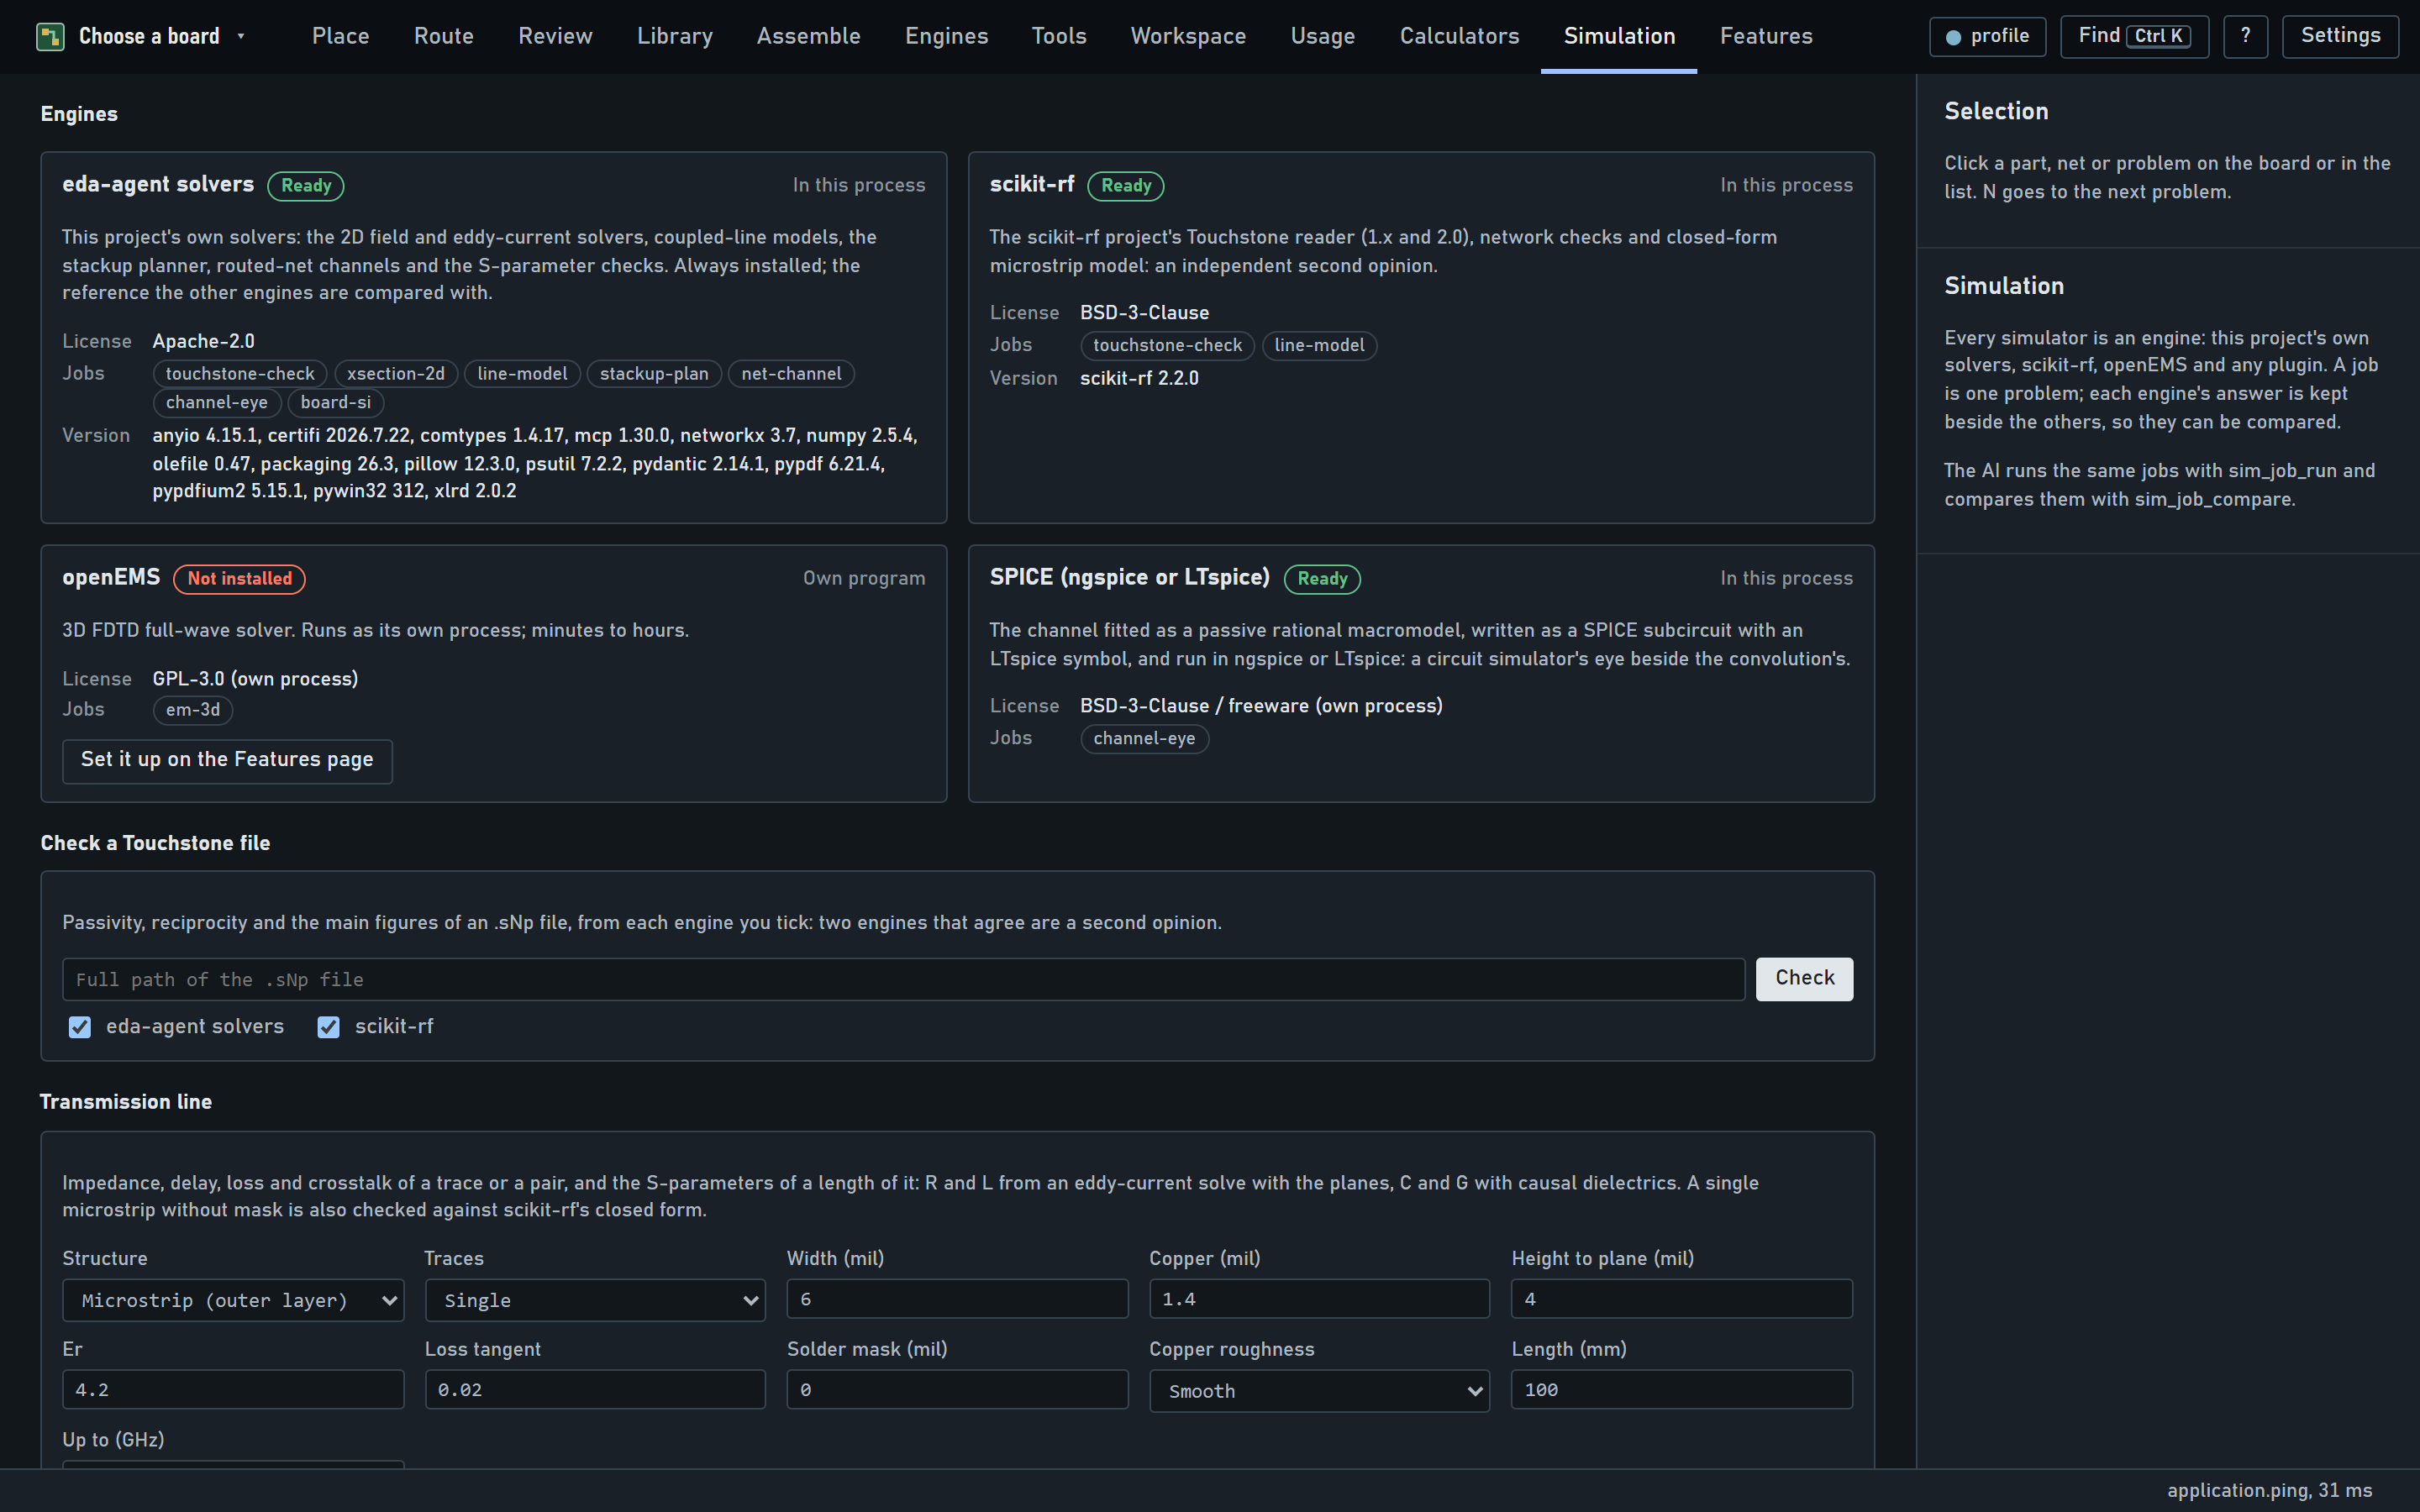 Choose a board
Place
Route
Review
Library
Assemble
Engines
Tools
Workspace
Usage
Calculators
Simulation
Features
profile
Find Ctrl K
?
Settings
Engines
eda-agent solvers Ready In this process
This project's own solvers: the 2D field and eddy-current solvers, coupled-line models, the
stackup planner, routed-net channels and the S-parameter checks. Always installed; the
reference the other engines are compared with.
License Apache-2.0
Jobs touchstone-check xsection-2d line-model stackup-plan net-channel
channel-eye board-si
Version anyio 4.15.1, certifi 2026.7.22, comtypes 1.4.17, mcp 1.30.0, networkx 3.7, numpy 2.5.4,
olefile 0.47, packaging 26.3, pillow 12.3.0, psutil 7.2.2, pydantic 2.14.1, pypdf 6.21.4,
pypdfium2 5.15.1, pywin32 312, xlrd 2.0.2
scikit-rf Ready In this process
The scikit-rf project's Touchstone reader (1.x and 2.0), network checks and closed-form
microstrip model: an independent second opinion.
License BSD-3-Clause
Jobs touchstone-check line-model
Version scikit-rf 2.2.0
openEMS Not installed Own program
3D FDTD full-wave solver. Runs as its own process; minutes to hours.
License GPL-3.0 (own process)
Jobs em-3d
Set it up on the Features page
SPICE (ngspice or LTspice) Ready In this process
The channel fitted as a passive rational macromodel, written as a SPICE subcircuit with an
LTspice symbol, and run in ngspice or LTspice: a circuit simulator's eye beside the convolution's.
License BSD-3-Clause / freeware (own process)
Jobs channel-eye
Check a Touchstone file
Passivity, reciprocity and the main figures of an .sNp file, from each engine you tick: two engines that agree are a second opinion.
Full path of the .sNp file
Check
eda-agent solvers scikit-rf
Transmission line
Impedance, delay, loss and crosstalk of a trace or a pair, and the S-parameters of a length of it: R and L from an eddy-current solve with the planes, C and G with causal dielectrics. A single
microstrip without mask is also checked against scikit-rf's closed form.
Structure Traces Width (mil) Copper (mil) Height to plane (mil)
Microstrip (outer layer) Single 6 1.4 4
Er Loss tangent Solder mask (mil) Copper roughness Length (mm)
4.2 0.02 0 Smooth 100
Up to (GHz)
Selection
Click a part, net or problem on the board or in the
list. N goes to the next problem.
Simulation
Every simulator is an engine: this project's own
solvers, scikit-rf, openEMS and any plugin. A job
is one problem; each engine's answer is kept
beside the others, so they can be compared.
The AI runs the same jobs with sim_job_run and
compares them with sim_job_compare.
application.ping, 31 ms